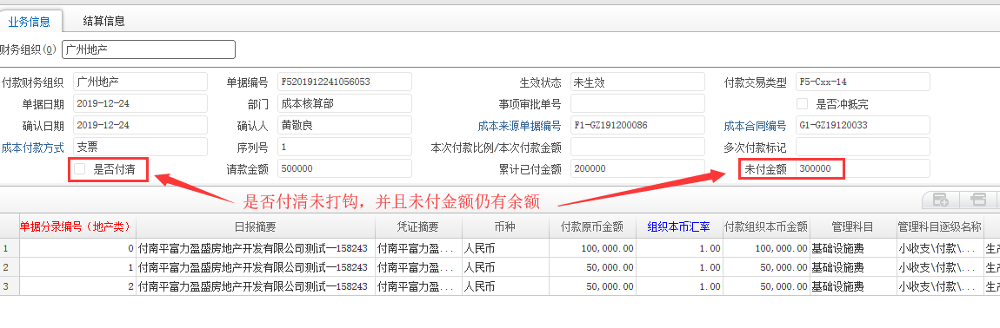 业务信息 结算信息
财务组织(O) 广州地产
付款财务组织 广州地产 单据编号 F5201912241056053 生效状态 未生效 付款交易类型 F5-Cxx-14
单据日期 2019-12-24 部门 成本核算部 事项审批单号 是否冲抵完
确认日期 2019-12-24 确认人 黄敬良 成本来源单据编号 F1-GZ191200086 成本合同编号 G1-GZ19120033
成本付款方式 支票 序列号 1 本次付款比例/本次付款金额 多次付款标记
是否付清 请款金额 500000 累计已付金额 200000 未付金额 300000
是否付清未打钩，并且未付金额仍有余额
单据分录编号（地产类） 日报摘要 凭证摘要 币种 付款原币金额 组织本币汇率 付款组织本币金额 管理科目 管理科目逐级名称
1 0 付南平富力盈盛房地产开发有限公司测试一158243 付南平富力盈... 人民币 100,000.00 1.00 100,000.00 基础设施费 小收支\付款\... 生产
2 1 付南平富力盈盛房地产开发有限公司测试一158243 付南平富力盈... 人民币 50,000.00 1.00 50,000.00 基础设施费 小收支\付款\... 生产
3 2 付南平富力盈盛房地产开发有限公司测试一158243 付南平富力盈... 人民币 50,000.00 1.00 50,000.00 基础设施费 小收支\付款\... 生产